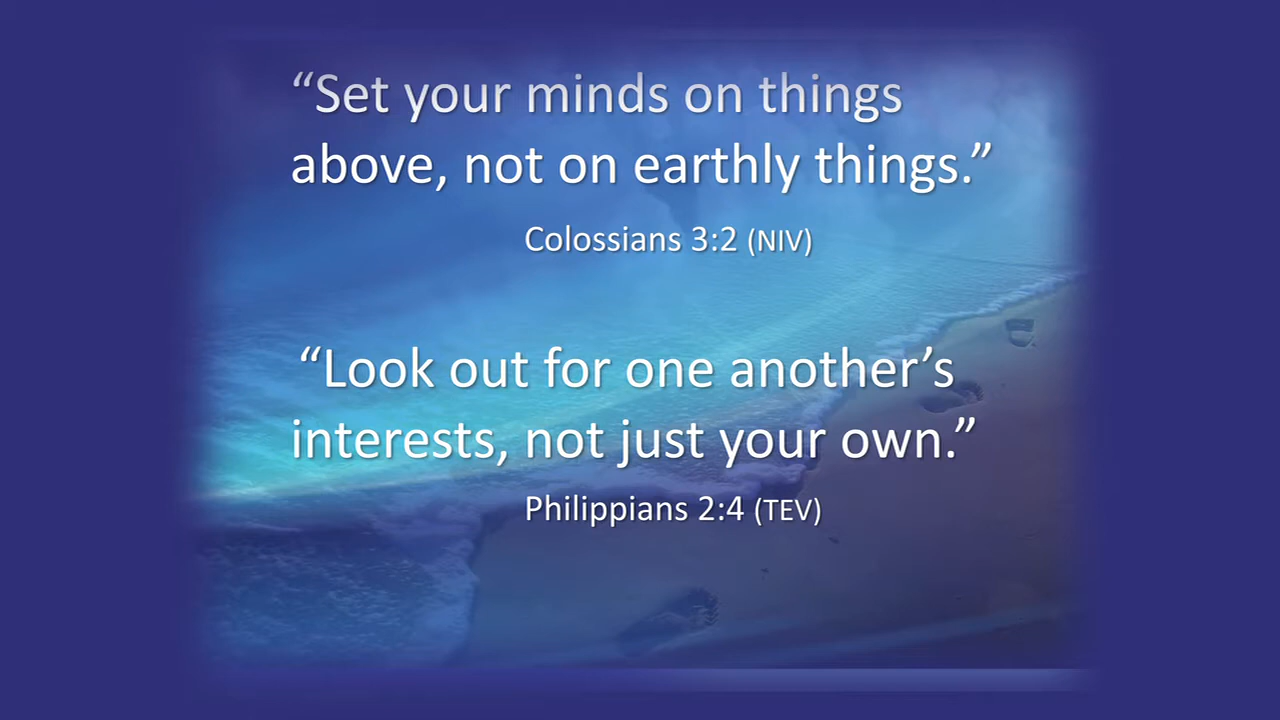 “Set your minds on things
above, not on earthly things.”
Colossians 3:2 (NIV)
“Look out for one another’s
interests, not just your own.”
Philippians 2:4 (TEV)